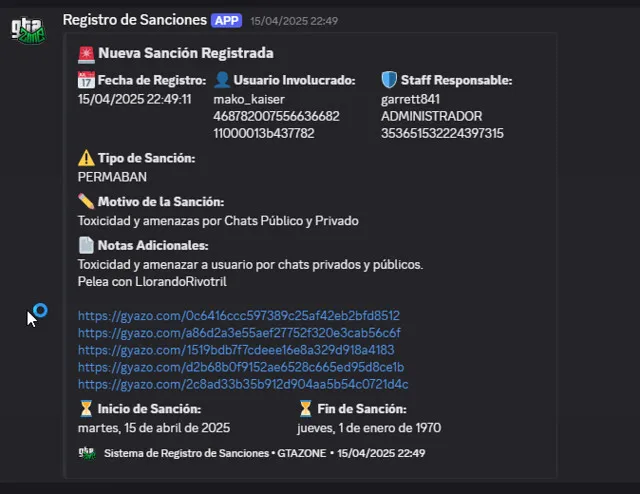 Registro de Sanciones APP 15/04/2025 22:49
Nueva Sanción Registrada
Fecha de Registro: Usuario Involucrado: Staff Responsable:
15/04/2025 22:49:11 mako_kaiser garrett841
468782007556636682 ADMINISTRADOR
11000013b437782 353651532224397315
Tipo de Sanción:
PERMABAN
Motivo de la Sanción:
Toxicidad y amenazas por Chats Público y Privado
Notas Adicionales:
Toxicidad y amenazar a usuario por chats privados y públicos.
Pelea con LlorandoRivotril
https://gyazo.com/0c6416ccc597389c25af42eb2bfd8512
https://gyazo.com/a86d2a3e55aef27752f320e3cab56c6f
https://gyazo.com/1519bdb7f7cdeee16e8a329d918a4183
https://gyazo.com/d2b68b0f9152ae6528c665ed95d8ce1b
https://gyazo.com/2c8ad33b35b912d904aa5b54c0721d4c
Inicio de Sanción: Fin de Sanción:
martes, 15 de abril de 2025 jueves, 1 de enero de 1970
Sistema de Registro de Sanciones • GTAZONE • 15/04/2025 22:49